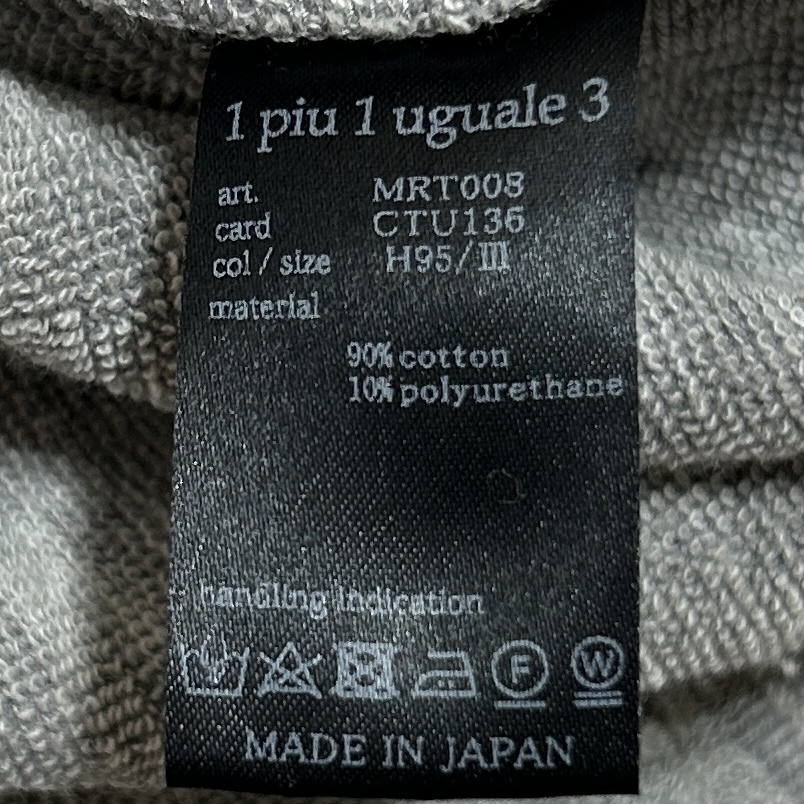 1 piu 1 uguale 3
art. MRT008
card CTU136
col / size H95/III
material
90% cotton
10% polyurethane
handling indication
F W
MADE IN JAPAN